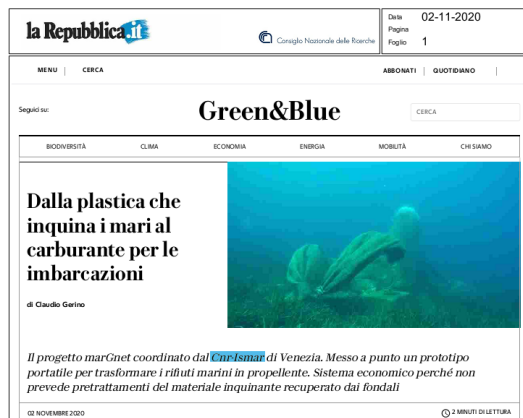 la Repubblica.it
Consiglio Nazionale delle Ricerche
Data 02-11-2020
Pagina
Foglio 1
MENU | CERCA
ABBONATI | QUOTIDIANO |
Seguici su:
Green&Blue
CERCA
BIODIVERSITÀ CLIMA ECONOMIA ENERGIA MOBILITÀ CHI SIAMO
Dalla plastica che
inquina i mari al
carburante per le
imbarcazioni
di Claudio Gerino
Il progetto marGnet coordinato dal Cnr-Ismar di Venezia. Messo a punto un prototipo
portatile per trasformare i rifiuti marini in propellente. Sistema economico perché non
prevede pretrattamenti del materiale inquinante recuperato dai fondali
02 NOVEMBRE 2020
2 MINUTI DI LETTURA